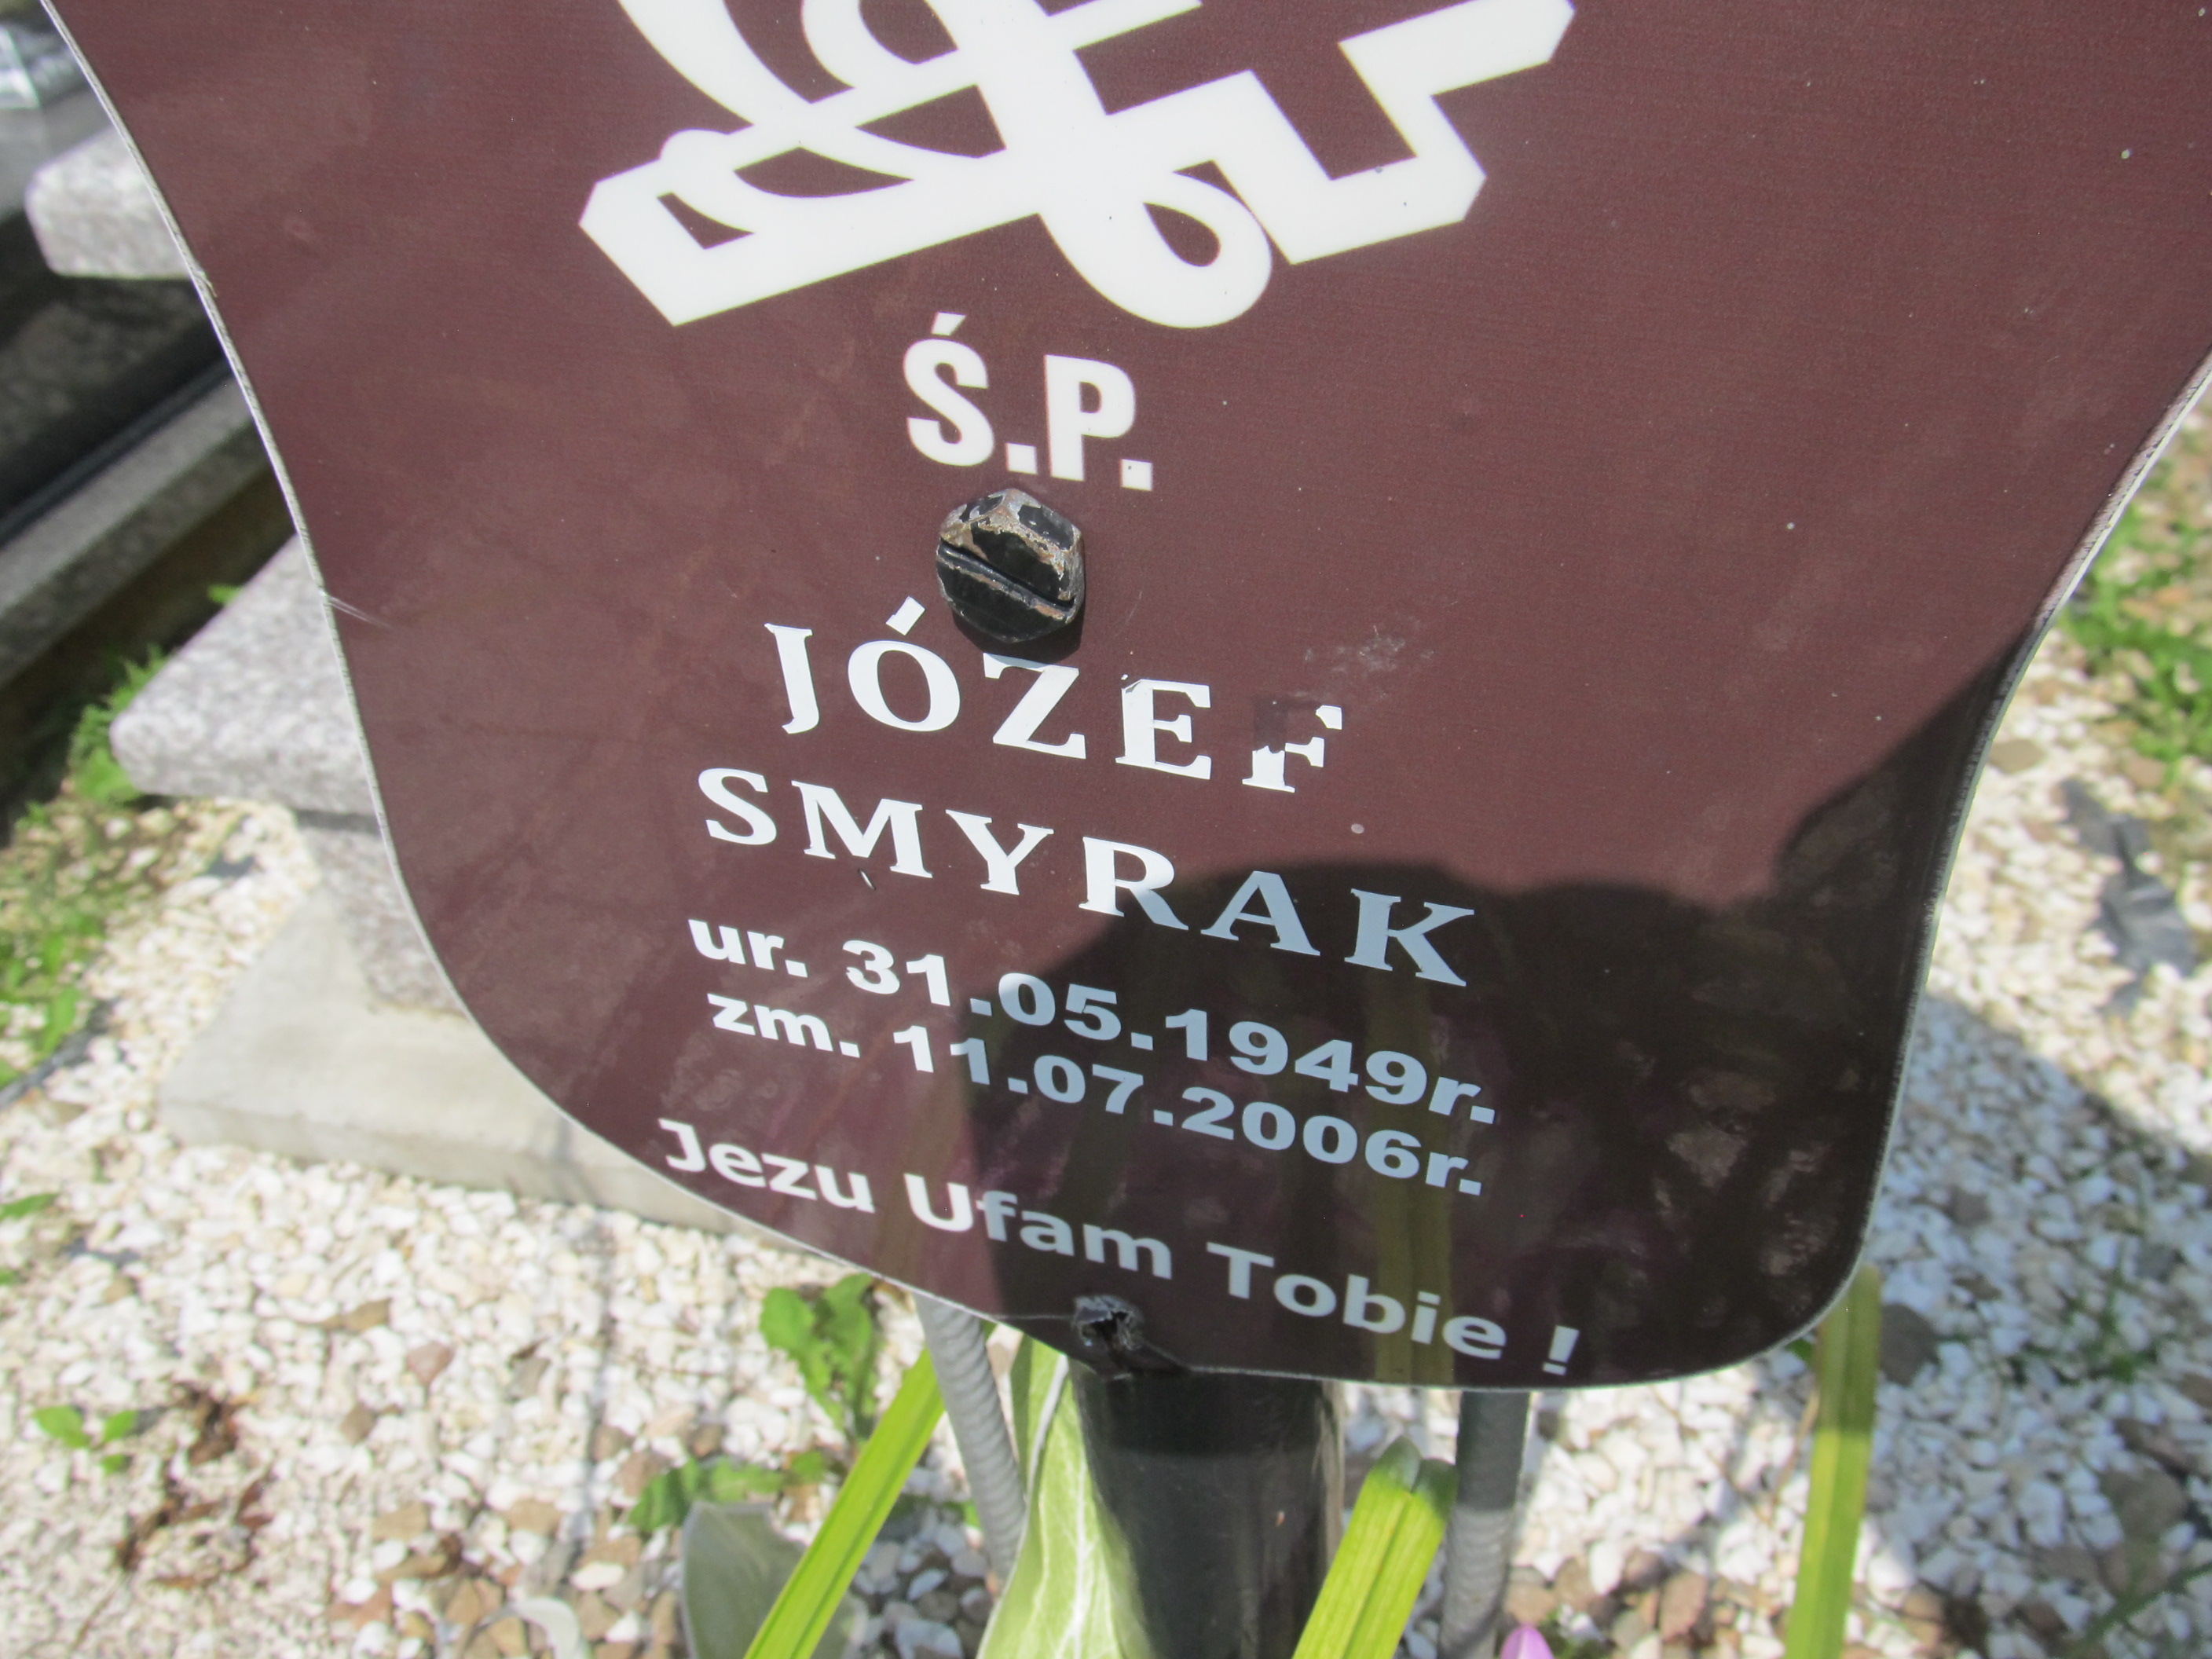 Ś.P.
JÓZEF
SMYRAK
ur. 31.05.1949r.
zm. 11.07.2006r.
Jezu Ufam Tobie !